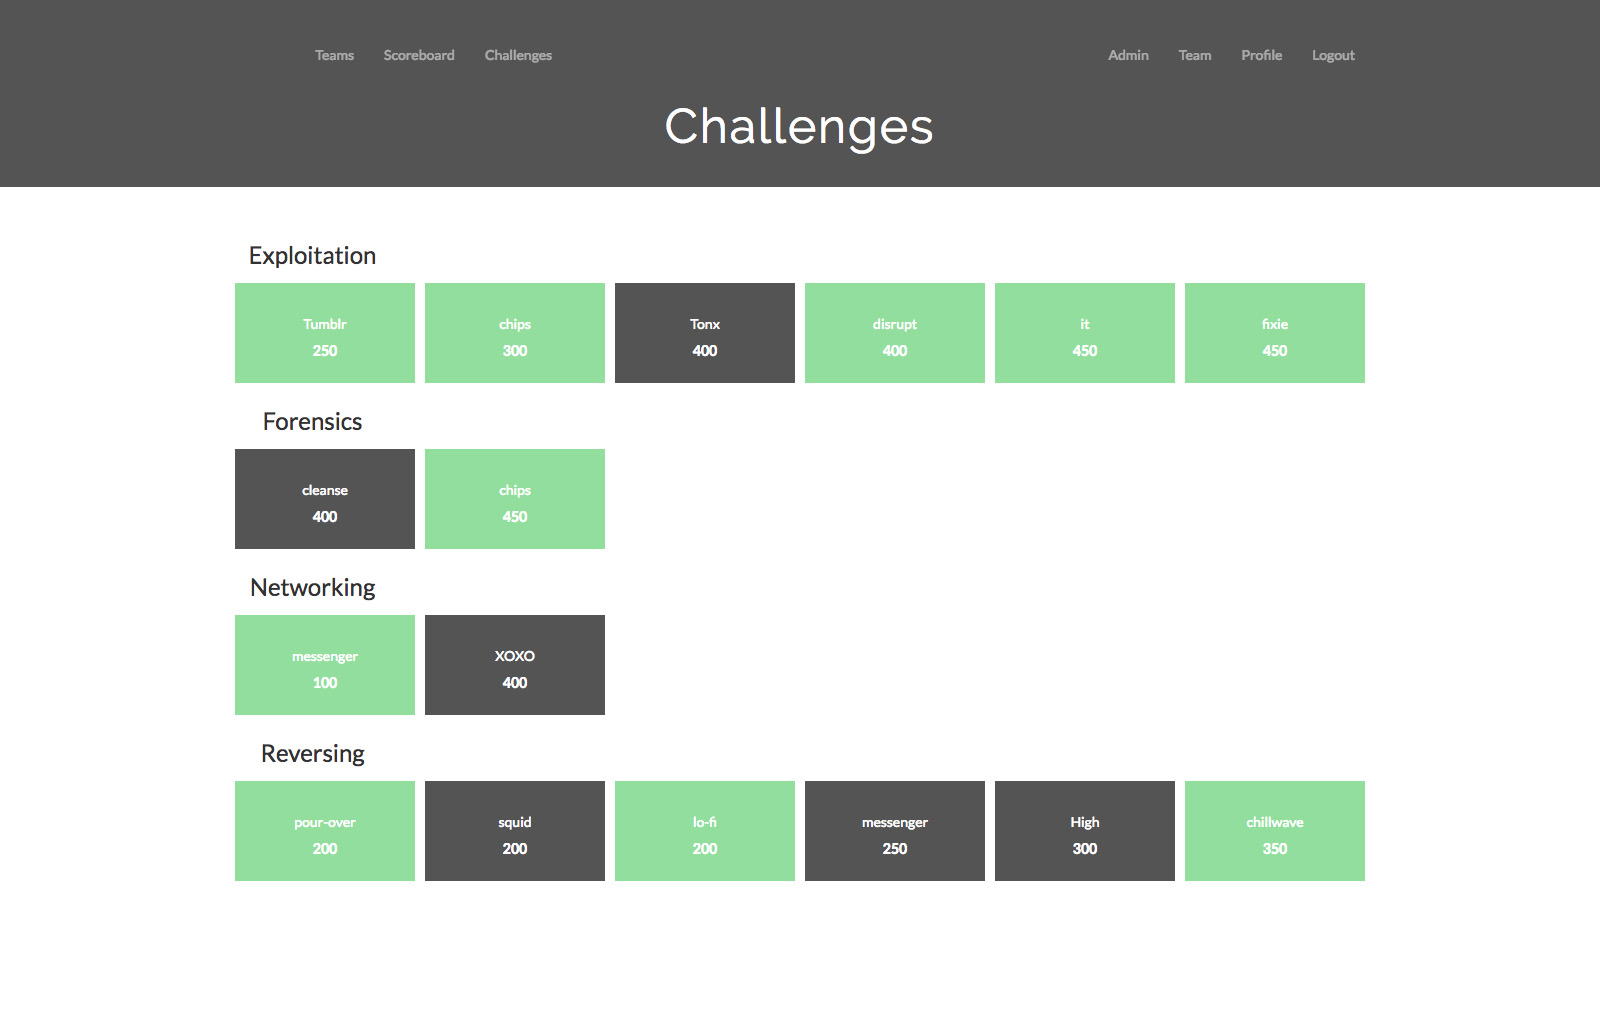 Teams Scoreboard Challenges Admin Team Profile Logout
Challenges
Exploitation
Tumblr chips Tonx disrupt it fixie
250 300 400 400 450 450
Forensics
cleanse chips
400 450
Networking
messenger XOXO
100 400
Reversing
pour-over squid lo-fi messenger High chillwave
200 200 200 250 300 350